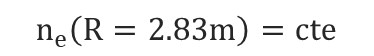 nₑ(R = 2.83m) = cte